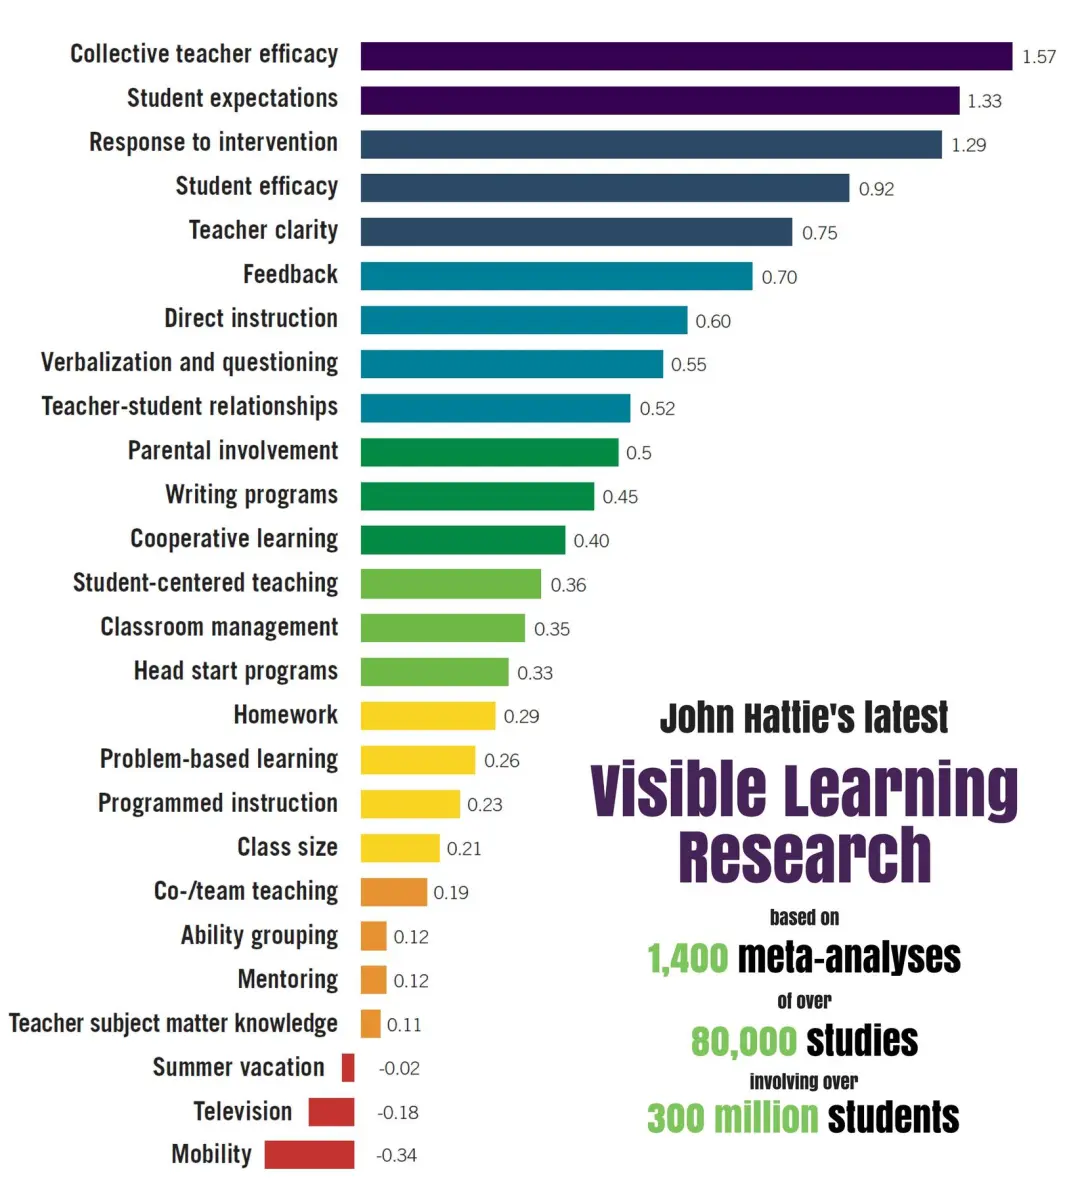 Collective teacher efficacy 1.57
Student expectations 1.33
Response to intervention 1.29
Student efficacy 0.92
Teacher clarity 0.75
Feedback 0.70
Direct instruction 0.60
Verbalization and questioning 0.55
Teacher-student relationships 0.52
Parental involvement 0.5
Writing programs 0.45
Cooperative learning 0.40
Student-centered teaching 0.36
Classroom management 0.35
Head start programs 0.33
Homework 0.29
Problem-based learning 0.26
Programmed instruction 0.23
Class size 0.21
Co-/team teaching 0.19
Ability grouping 0.12
Mentoring 0.12
Teacher subject matter knowledge 0.11
Summer vacation -0.02
Television -0.18
Mobility -0.34
John Hattie's latest
Visible Learning
Research
based on
1,400 meta-analyses
of over
80,000 studies
involving over
300 million students